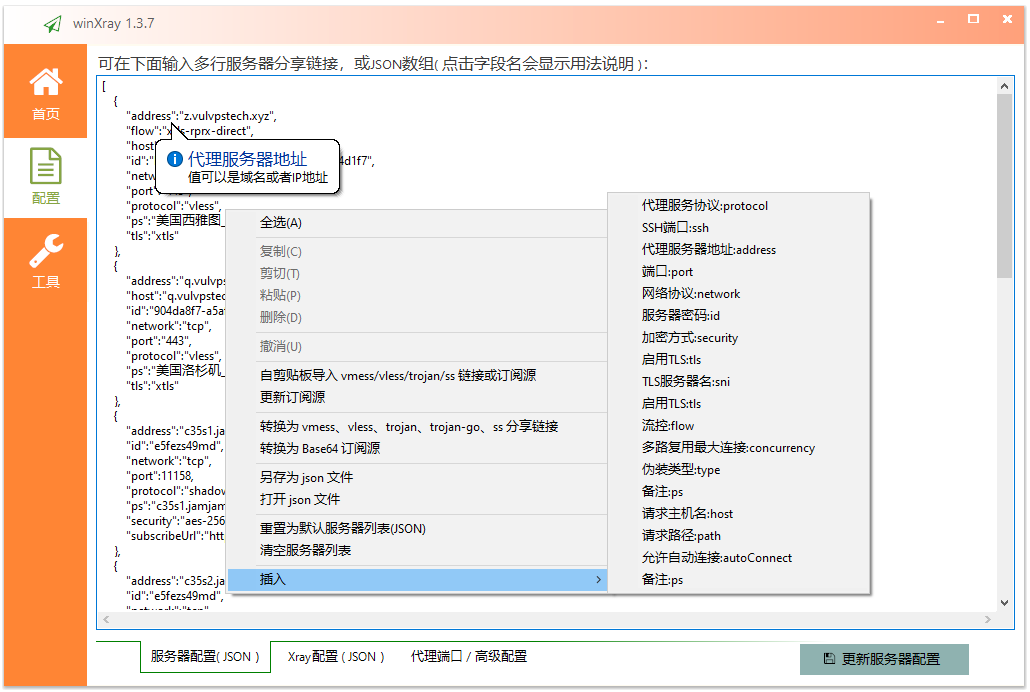 winXray 1.3.7
首页
配置
工具
可在下面输入多行服务器分享链接，或JSON数组( 点击字段名会显示用法说明 ):
[
{
"address":"z.vulvpstech.xyz",
"flow":"x s-rprx-direct",
"host
"id":" 4d1f7",
"netw
"port
"protocol":"vless",
"ps":"美国西雅图_
"tls":"xtls"
},
{
"address":"q.vulvps
"host":"q.vulvpstec
"id":"904da8f7-a5a
"network":"tcp",
"port":"443",
"protocol":"vless",
"ps":"美国洛杉矶_
"tls":"xtls"
},
{
"address":"c35s1.ja
"id":"e5fezs49md",
"network":"tcp",
"port":11158,
"protocol":"shadow
"ps":"c35s1.jamjam
"security":"aes-256
"subscribeUrl":"htt
},
{
"address":"c35s2.ja
"id":"e5fezs49md",
"network":"tcp"
代理服务器地址
值可以是域名或者IP地址
全选(A)
复制(C)
剪切(T)
粘贴(P)
删除(D)
撤消(U)
自剪贴板导入 vmess/vless/trojan/ss 链接或订阅源
更新订阅源
转换为 vmess、vless、trojan、trojan-go、ss 分享链接
转换为 Base64 订阅源
另存为 json 文件
打开 json 文件
重置为默认服务器列表(JSON)
清空服务器列表
插入
代理服务协议:protocol
SSH端口:ssh
代理服务器地址:address
端口:port
网络协议:network
服务器密码:id
加密方式:security
启用TLS:tls
TLS服务器名:sni
启用TLS:tls
流控:flow
多路复用最大连接:concurrency
伪装类型:type
备注:ps
请求主机名:host
请求路径:path
允许自动连接:autoConnect
备注:ps
服务器配置( JSON )
Xray配置 ( JSON )
代理端口 / 高级配置
更新服务器配置